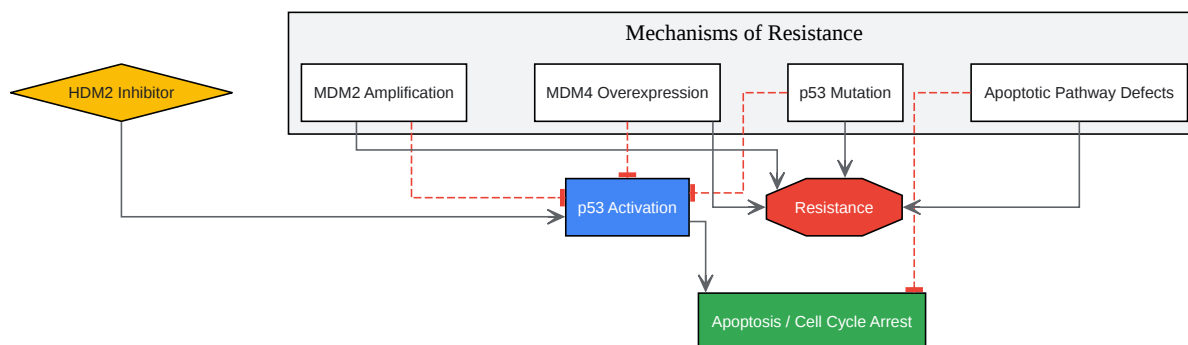 Mechanisms of Resistance
HDM2 Inhibitor
MDM2 Amplification
MDM4 Overexpression
p53 Mutation
Apoptotic Pathway Defects
p53 Activation
Resistance
Apoptosis / Cell Cycle Arrest